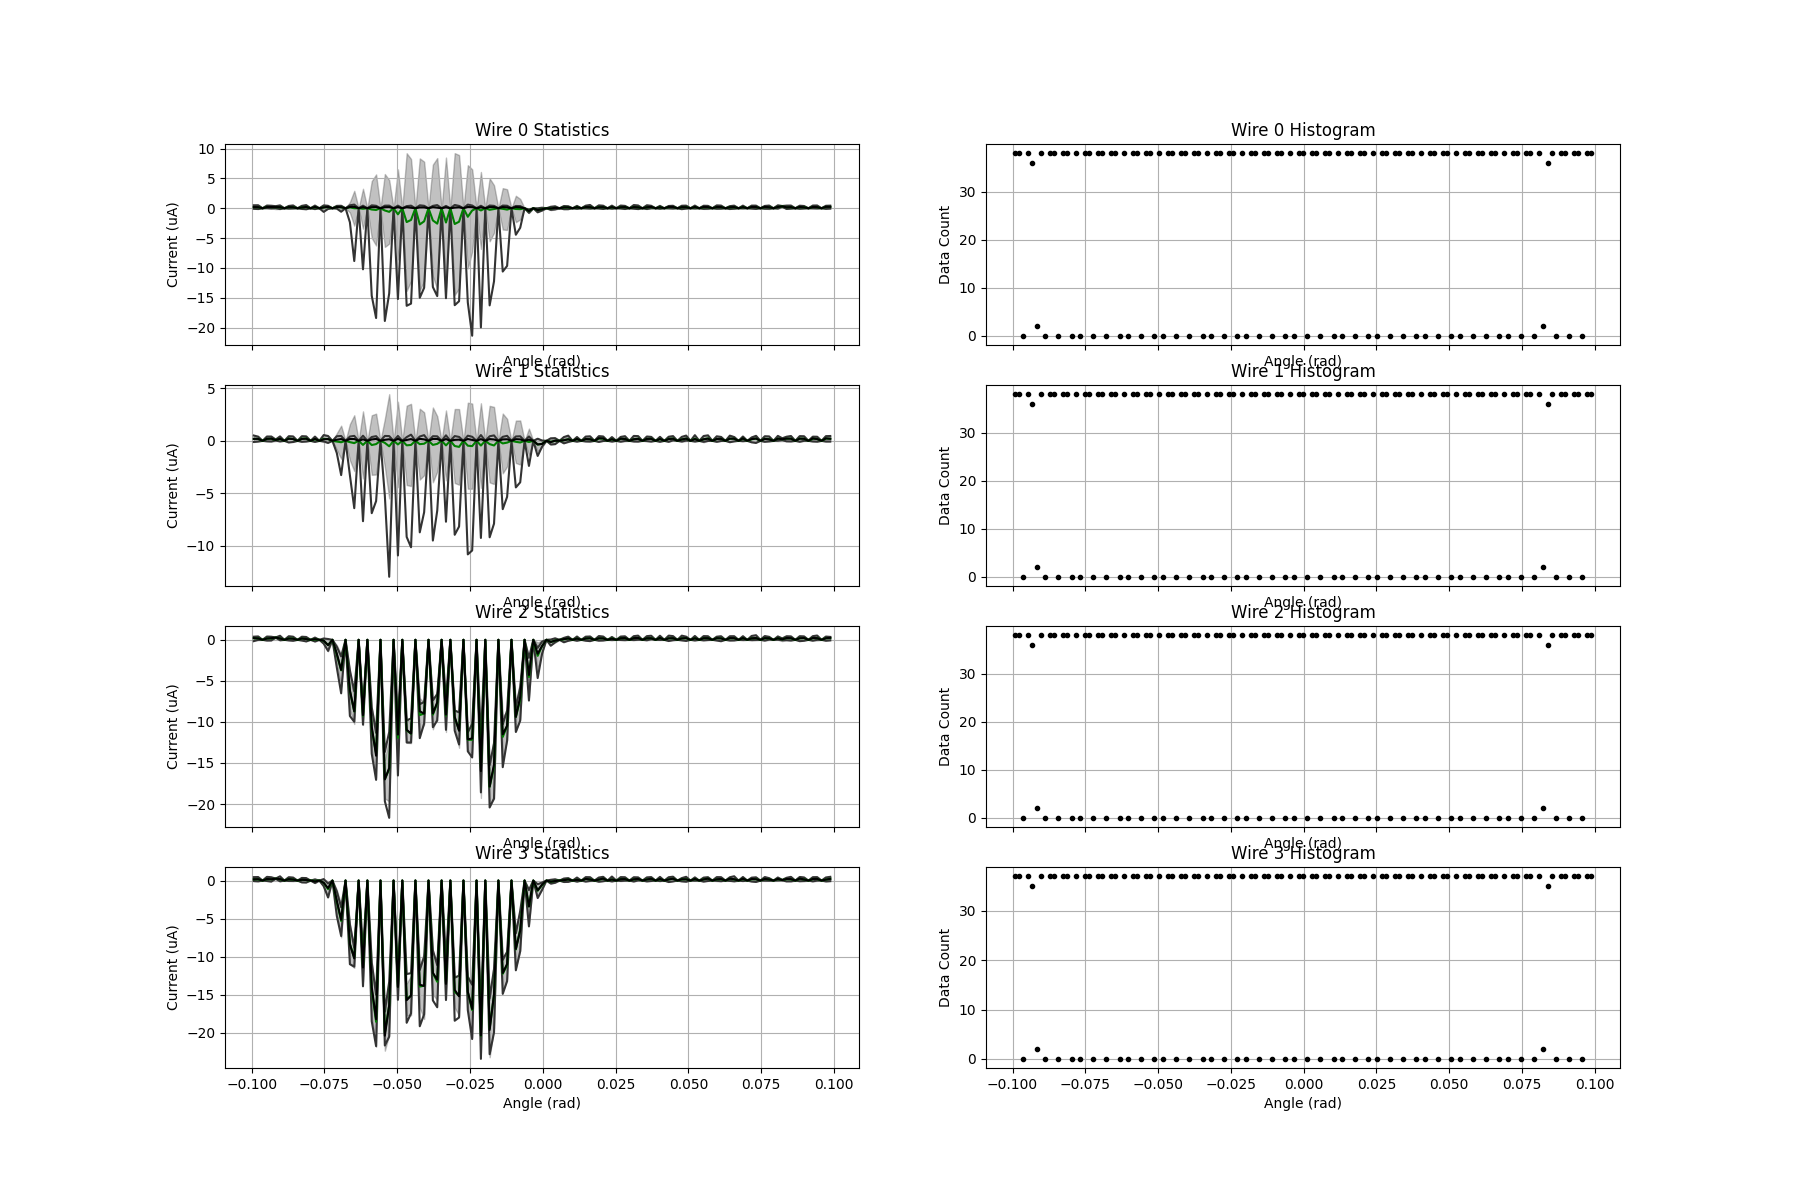 Wire 0 Statistics
10
5
0
−5
−10
−15
−20
Current (uA)
Angle (rad)
Wire 0 Histogram
30
20
10
0
Data Count
Angle (rad)
Wire 1 Statistics
5
0
−5
−10
Current (uA)
Angle (rad)
Wire 1 Histogram
30
20
10
0
Data Count
Angle (rad)
Wire 2 Statistics
0
−5
−10
−15
−20
Current (uA)
Angle (rad)
Wire 2 Histogram
30
20
10
0
Data Count
Angle (rad)
Wire 3 Statistics
0
−5
−10
−15
−20
Current (uA)
−0.100 −0.075 −0.050 −0.025 0.000 0.025 0.050 0.075 0.100
Angle (rad)
Wire 3 Histogram
30
20
10
0
Data Count
−0.100 −0.075 −0.050 −0.025 0.000 0.025 0.050 0.075 0.100
Angle (rad)